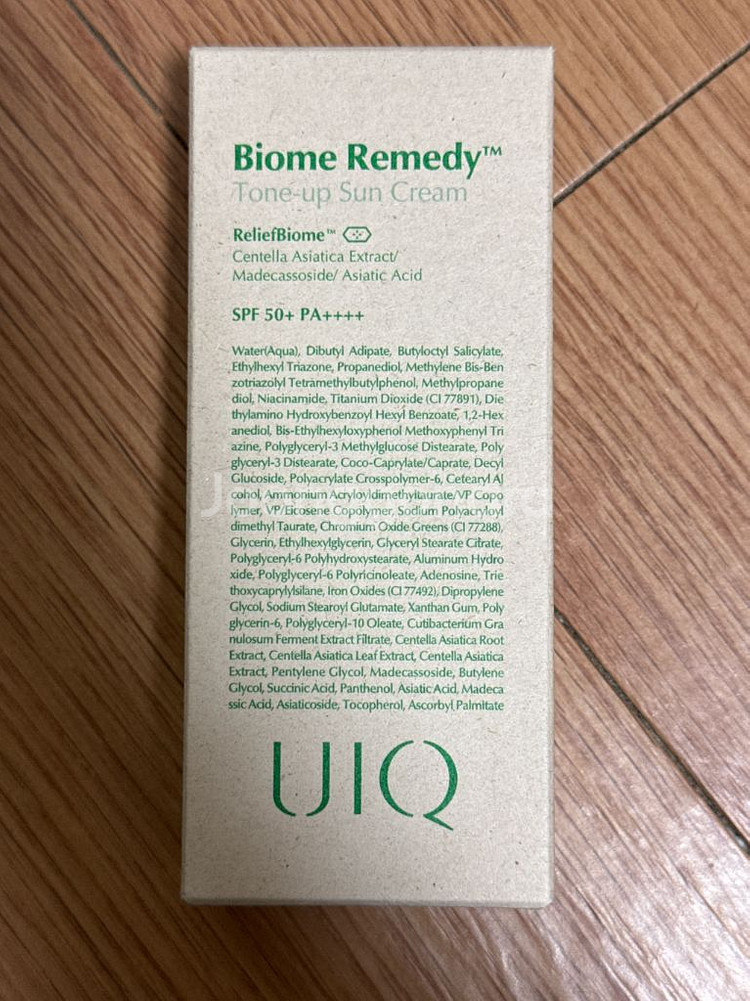 Biome Remedy™
Tone-up Sun Cream
ReliefBiome™
Centella Asiatica Extract/
Madecassoside/ Asiatic Acid
SPF 50+ PA++++
Water(Aqua), Dibutyl Adipate, Butyloctyl Salicylate,
Ethylhexyl Triazone, Propanediol, Methylene Bis-Ben
zotriazolyl Tetramethylbutylphenol, Methylpropane
diol, Niacinamide, Titanium Dioxide (CI 77891), Die
thylamino Hydroxybenzoyl Hexyl Benzoate, 1,2-Hex
anediol, Bis-Ethylhexyloxyphenol Methoxyphenyl Tri
azine, Polyglyceryl-3 Methylglucose Distearate, Poly
glyceryl-3 Distearate, Coco-Caprylate/Caprate, Decyl
Glucoside, Polyacrylate Crosspolymer-6, Cetearyl Al
cohol, Ammonium Acryloyldimethyltaurate/VP Copo
lymer, VP/Eicosene Copolymer, Sodium Polyacryloyl
dimethyl Taurate, Chromium Oxide Greens (CI 77288),
Glycerin, Ethylhexylglycerin, Glyceryl Stearate Citrate,
Polyglyceryl-6 Polyhydroxystearate, Aluminum Hydro
xide, Polyglyceryl-6 Polyricinoleate, Adenosine, Trie
thoxycaprylylsilane, Iron Oxides (CI 77492), Dipropylene
Glycol, Sodium Stearoyl Glutamate, Xanthan Gum, Poly
glycerin-6, Polyglyceryl-10 Oleate, Cutibacterium Gra
nulosum Ferment Extract Filtrate, Centella Asiatica Root
Extract, Centella Asiatica Leaf Extract, Centella Asiatica
Extract, Pentylene Glycol, Madecassoside, Butylene
Glycol, Succinic Acid, Panthenol, Asiatic Acid, Madeca
ssic Acid, Asiaticoside, Tocopherol, Ascorbyl Palmitate
UIQ